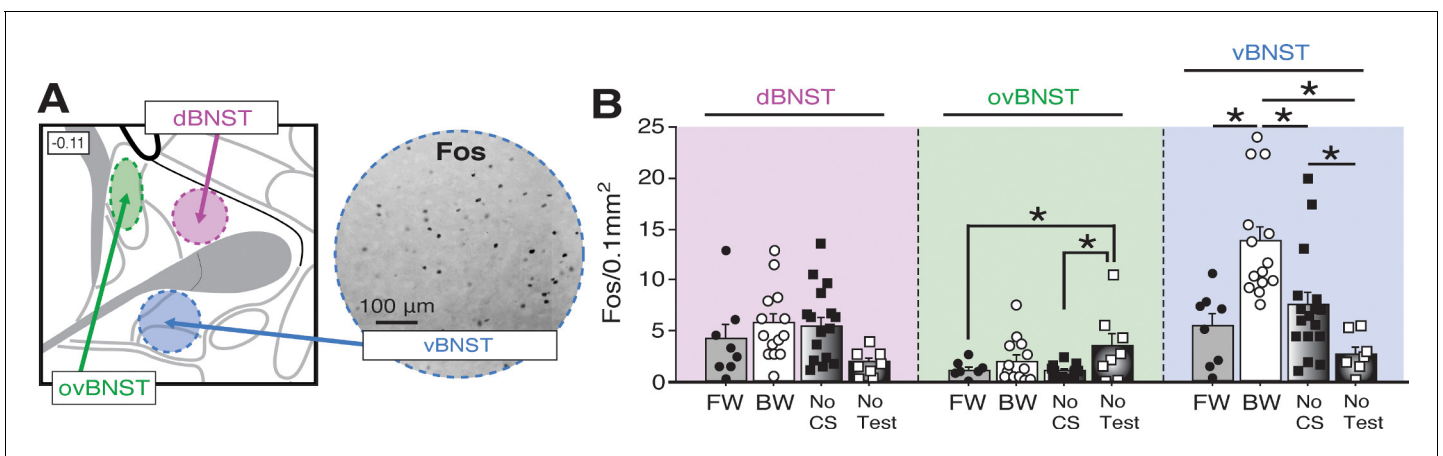 A
dBNST
-0.11
Fos
100 µm
vBNST
ovBNST
B
dBNST
ovBNST
vBNST
* * * * * *
Fos/0.1mm²
25
20
15
10
5
0
FW BW No CS No Test
FW BW No CS No Test
FW BW No CS No Test